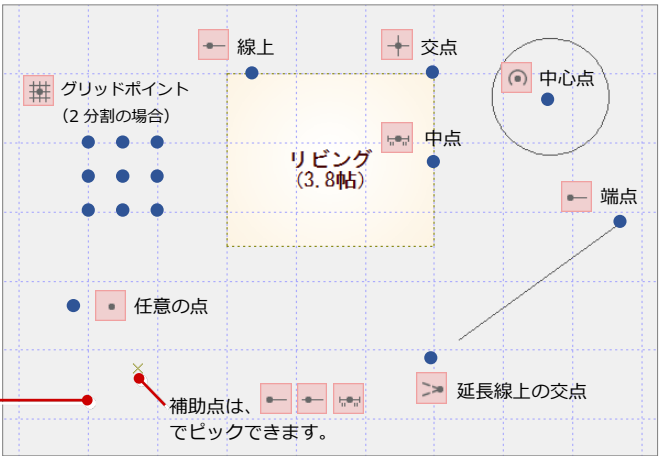 線上
交点
グリッドポイント
（2 分割の場合）
中心点
中点
リビング
(3.8帖)
端点
任意の点
延長線上の交点
補助点は、
でピックできます。